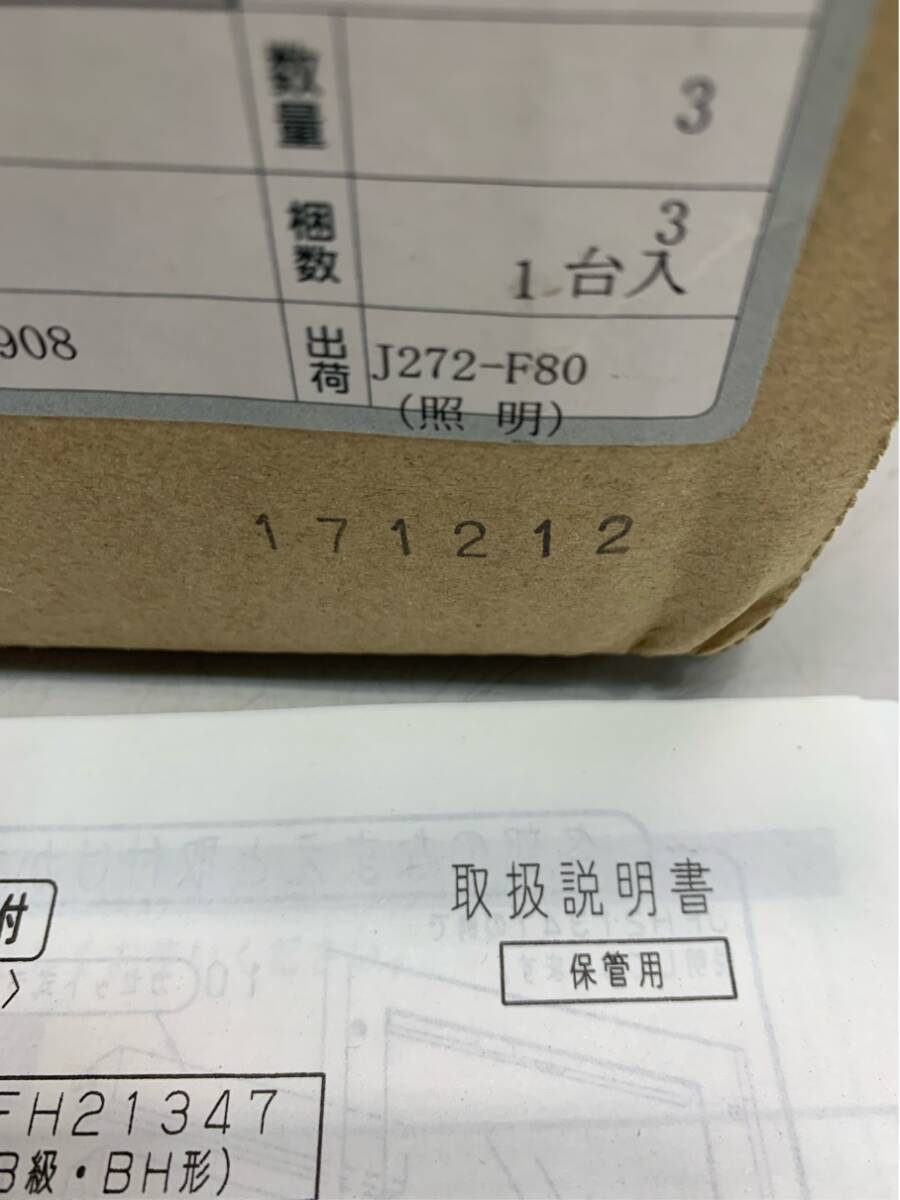 数量 3
梱数 3
1 台入
908
出荷 J272-F80
(照 明)
171212
取扱説明書
保管用
付
〉
FH21347
B級・BH形)